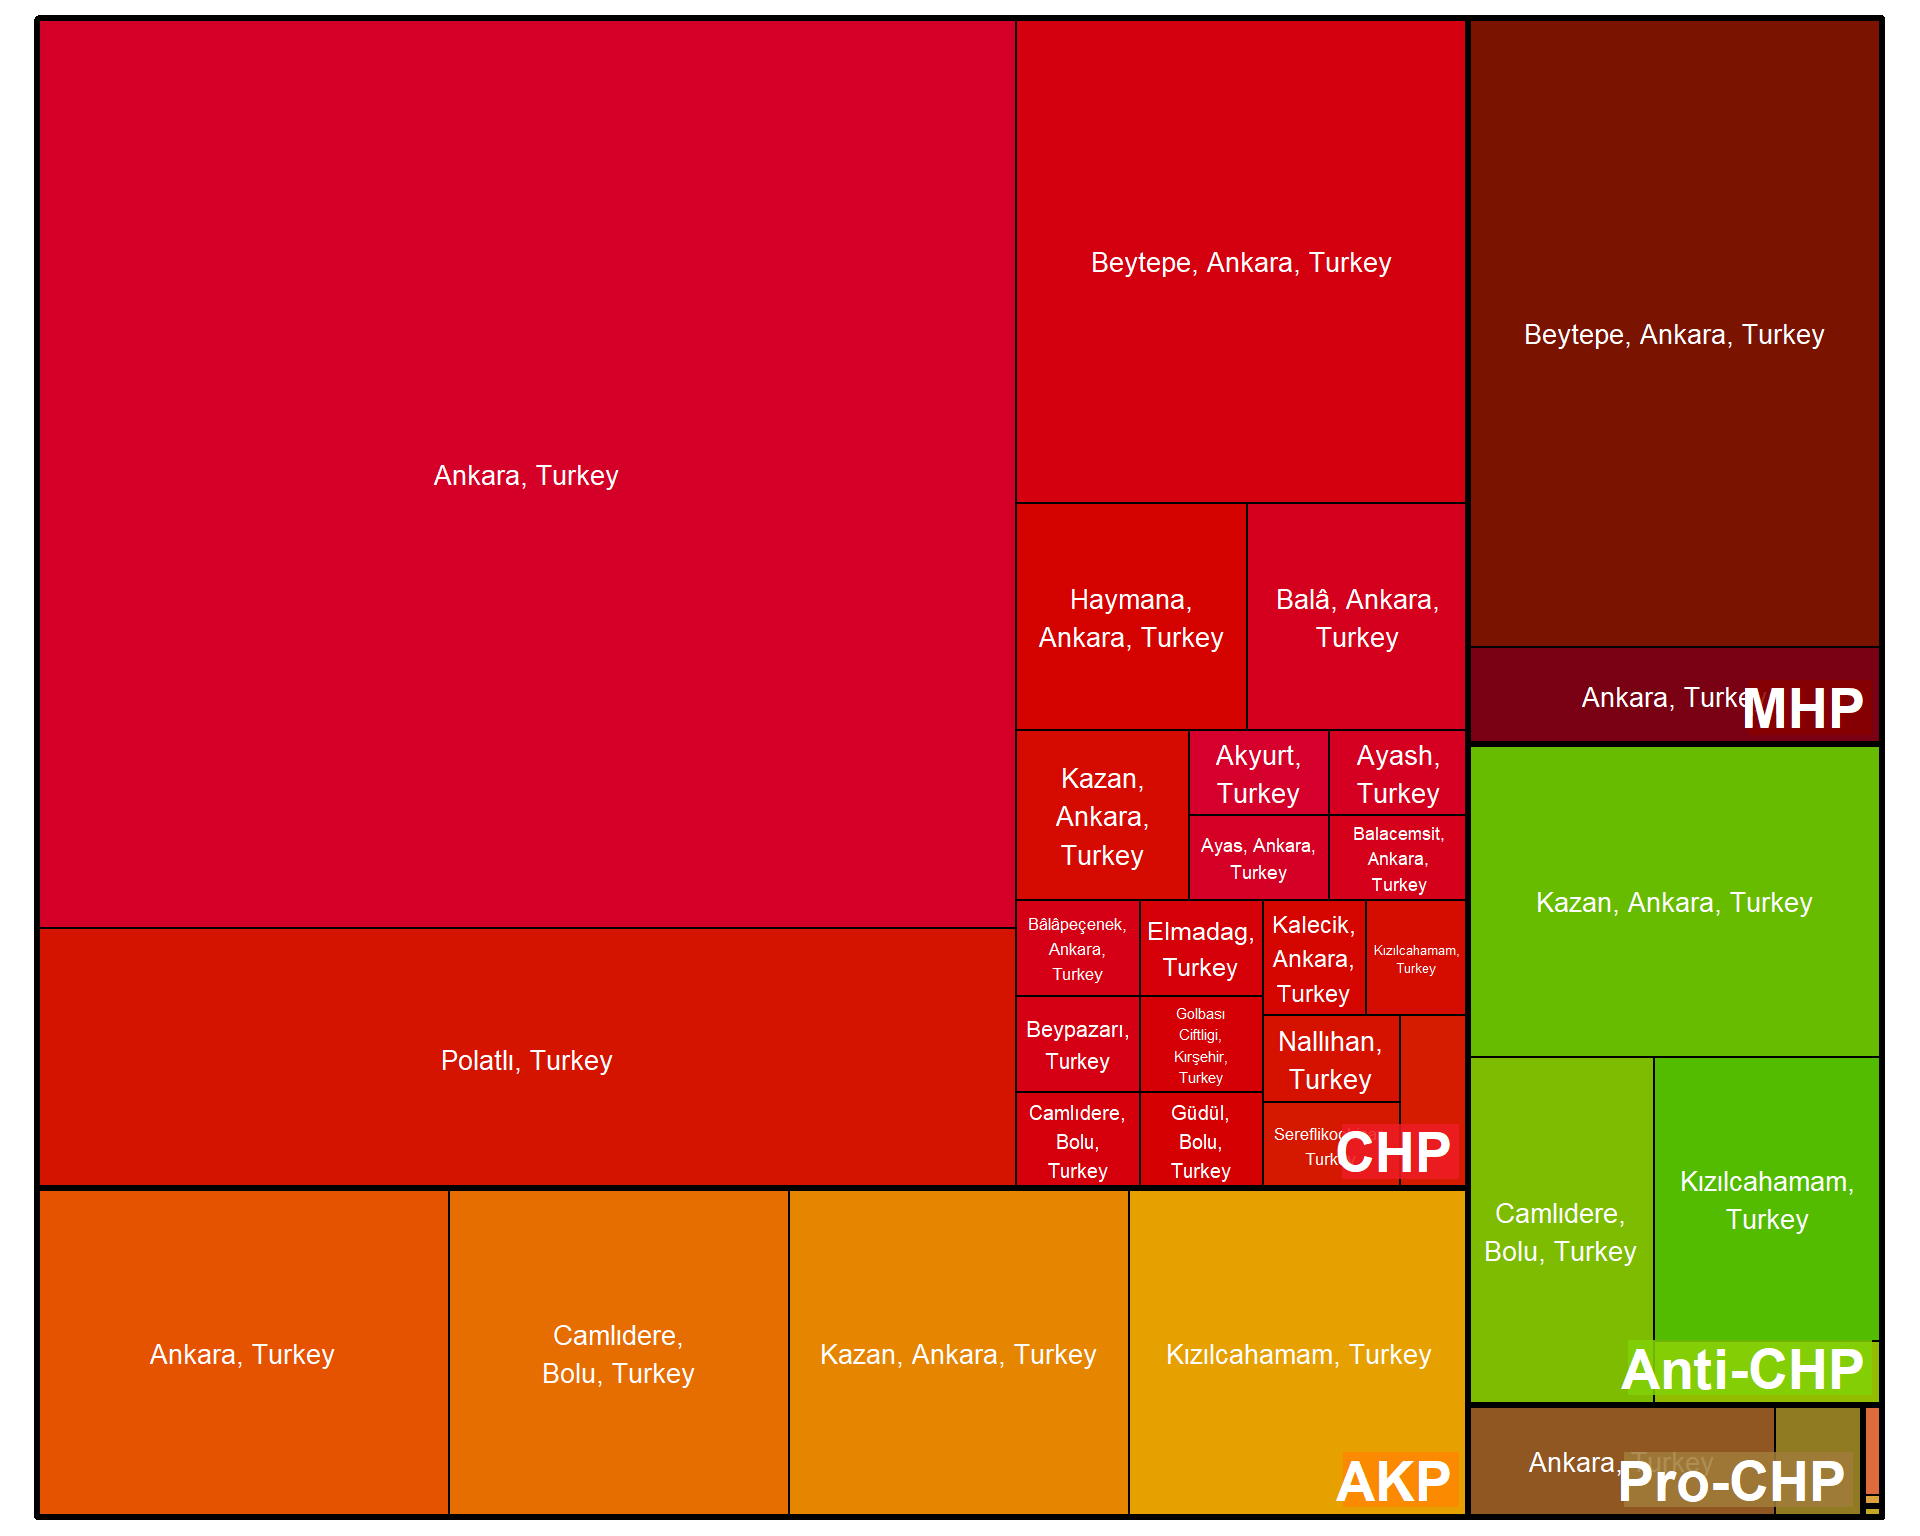 Ankara, Turkey
Beytepe, Ankara, Turkey
Beytepe, Ankara, Turkey
Haymana,
Ankara, Turkey
Balâ, Ankara,
Turkey
Ankara,
MHP
Kazan,
Ankara,
Turkey
Akyurt,
Turkey
Ayash,
Turkey
Ayas, Ankara,
Turkey
Balacemsit,
Ankara,
Turkey
Kazan, Ankara, Turkey
Polatlı, Turkey
Bâlâpeçenek,
Ankara,
Turkey
Elmadag,
Turkey
Kalecik,
Ankara,
Turkey
Kızılcahamam,
Turkey
Beypazarı,
Turkey
Golbası
Ciftligi,
Kırşehir,
Turkey
Nallıhan,
Turkey
Camlıdere,
Bolu,
Turkey
Güdül,
Bolu,
Turkey
CHP
Camlıdere,
Bolu, Turkey
Kızılcahamam,
Turkey
Anti-CHP
Ankara, Turkey
Camlıdere,
Bolu, Turkey
Kazan, Ankara, Turkey
Kızılcahamam, Turkey
AKP
Ankara, Turkey
Pro-CHP